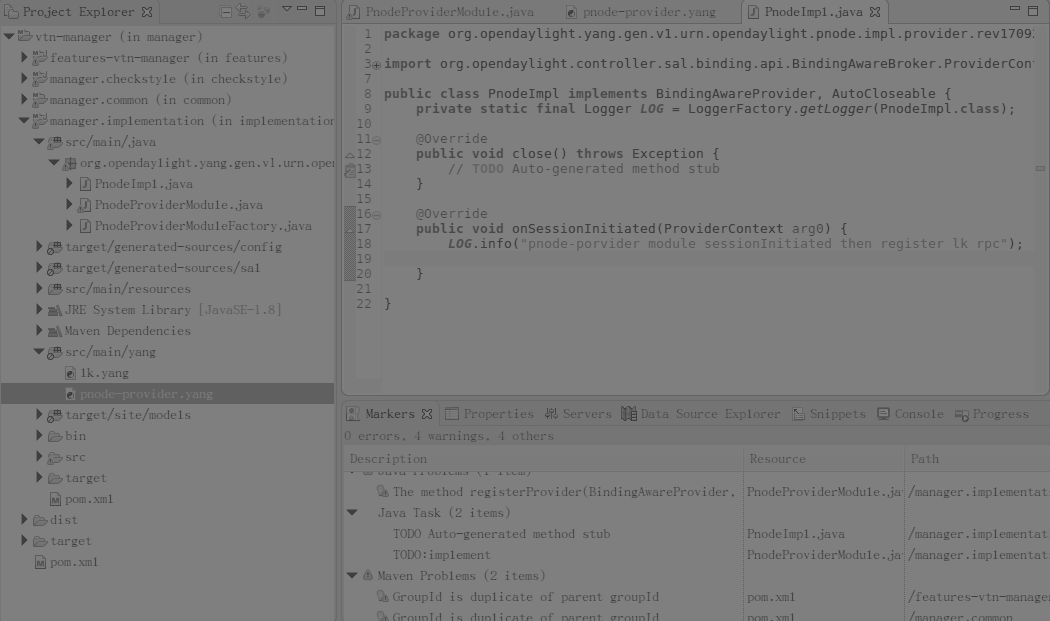 Project Explorer
vtn-manager (in manager)
features-vtn-manager (in features)
manager.checkstyle (in checkstyle)
manager.common (in common)
manager.implementation (in implementation
src/main/java
org.opendaylight.yang.gen.v1.urn.oper
PnodeImpl.java
PnodeProviderModule.java
PnodeProviderModuleFactory.java
target/generated-sources/config
target/generated-sources/sal
src/main/resources
JRE System Library [JavaSE-1.8]
Maven Dependencies
src/main/yang
lk.yang
pnode-provider.yang
target/site/models
bin
src
target
pom.xml
dist
target
pom.xml
PnodeProviderModule.java pnode-provider.yang PnodeImpl.java
1 package org.opendaylight.yang.gen.v1.urn.opendaylight.pnode.impl.provider.rev1709
2
3 import org.opendaylight.controller.sal.binding.api.BindingAwareBroker.ProviderCon
7
8 public class PnodeImpl implements BindingAwareProvider, AutoCloseable {
9 private static final Logger LOG = LoggerFactory.getLogger(PnodeImpl.class);
10
11 @Override
12 public void close() throws Exception {
13 // TODO Auto-generated method stub
14 }
15
16 @Override
17 public void onSessionInitiated(ProviderContext arg0) {
18 LOG.info("pnode-porvider module sessionInitiated then register lk rpc");
19
20 }
21
22 }
Markers Properties Servers Data Source Explorer Snippets Console Progress
0 errors, 4 warnings, 4 others
Description Resource Path
Java Problems (1 item)
The method registerProvider(BindingAwareProvider, PnodeProviderModule.ja /manager.implementat
Java Task (2 items)
TODO Auto-generated method stub PnodeImpl.java /manager.implementat
TODO:implement PnodeProviderModule.ja /manager.implementat
Maven Problems (2 items)
GroupId is duplicate of parent groupId pom.xml /features-vtn-manage
GroupId is duplicate of parent groupId pom.xml /manager.common